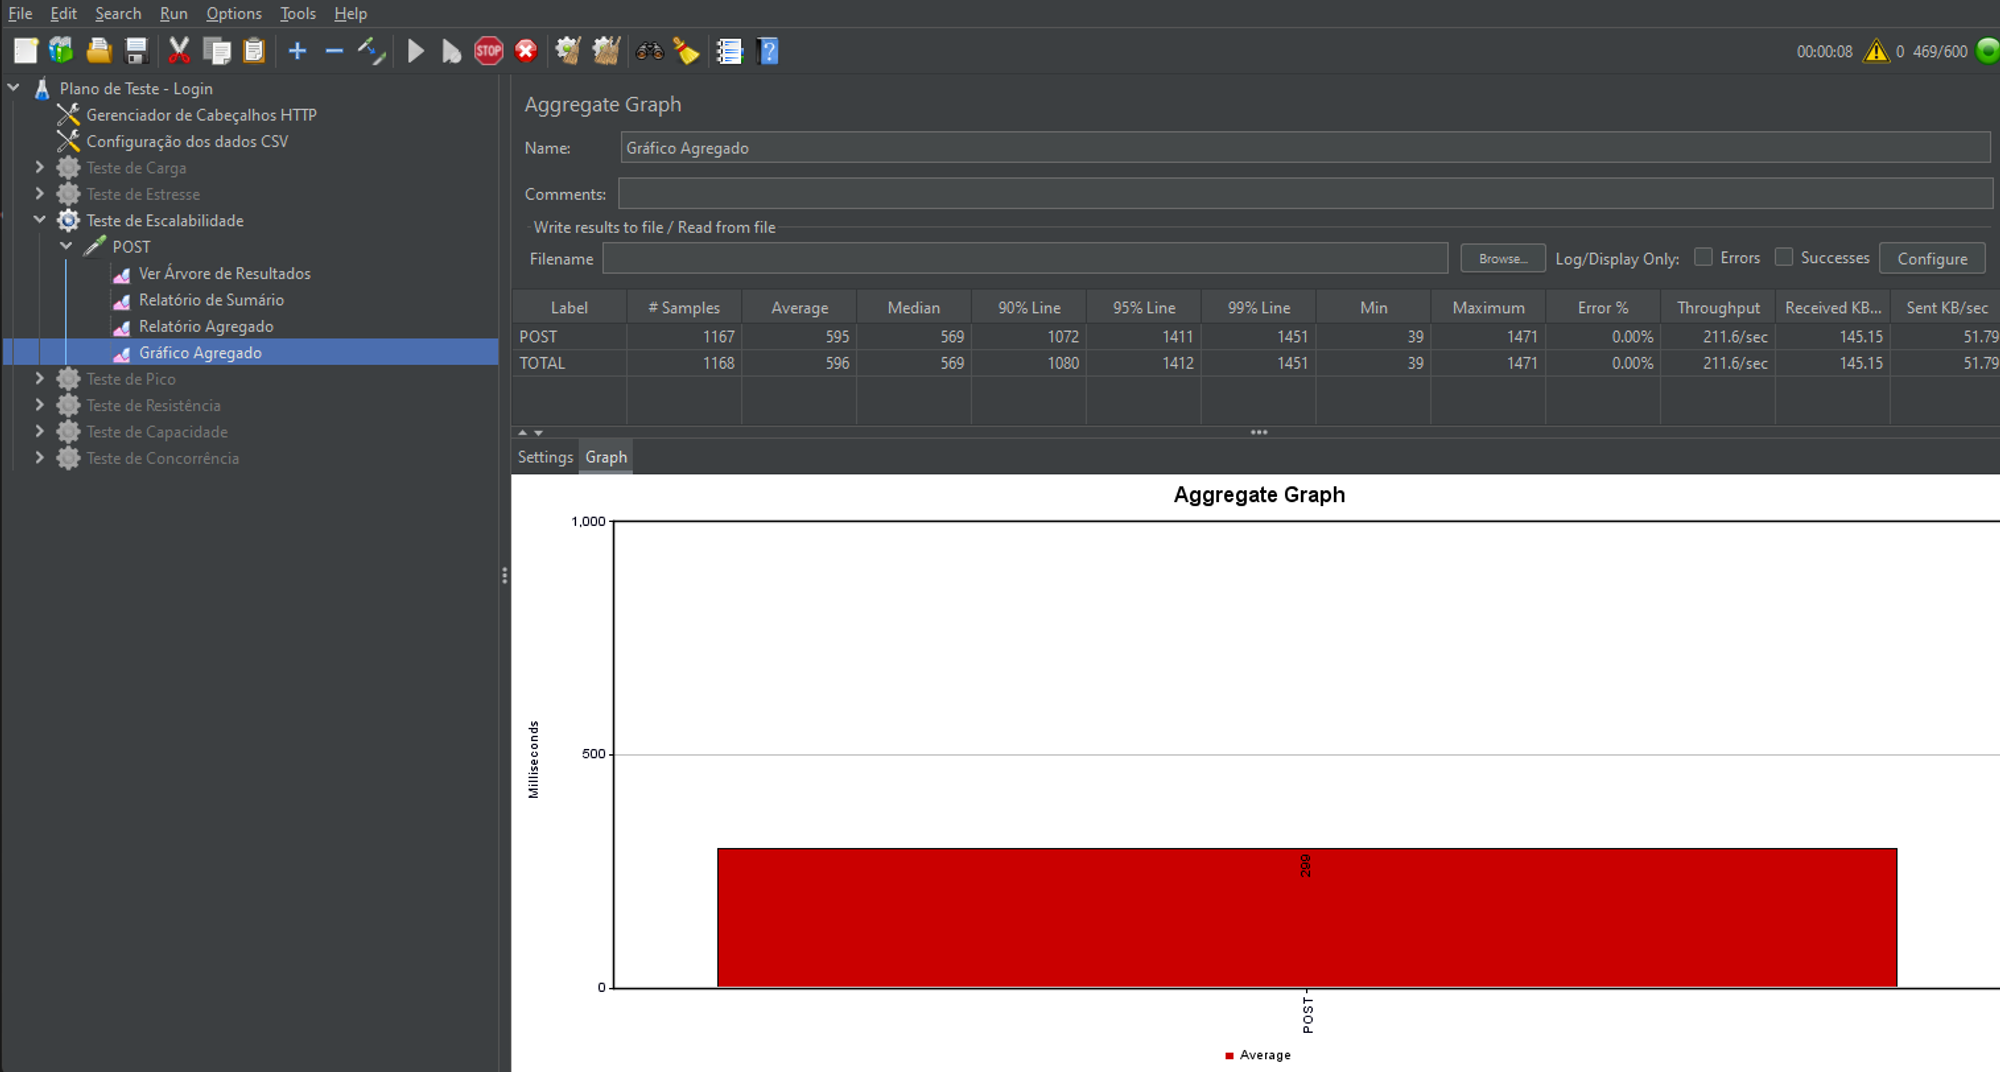 File Edit Search Run Options Tools Help
STOP
00:00:08 0 469/600
Plano de Teste - Login
Gerenciador de Cabeçalhos HTTP
Configuração dos dados CSV
Teste de Carga
Teste de Estresse
Teste de Escalabilidade
POST
Ver Árvore de Resultados
Relatório de Sumário
Relatório Agregado
Gráfico Agregado
Teste de Pico
Teste de Resistência
Teste de Capacidade
Teste de Concorrência
Aggregate Graph
Name: Gráfico Agregado
Comments:
Write results to file / Read from file
Filename Browse... Log/Display Only: Errors Successes Configure
Label # Samples Average Median 90% Line 95% Line 99% Line Min Maximum Error % Throughput Received KB... Sent KB/sec
POST 1167 595 569 1072 1411 1451 39 1471 0.00% 211.6/sec 145.15 51.79
TOTAL 1168 596 569 1080 1412 1451 39 1471 0.00% 211.6/sec 145.15 51.79
Settings Graph
Aggregate Graph
1,000
500
0
Milliseconds
299
POST
Average